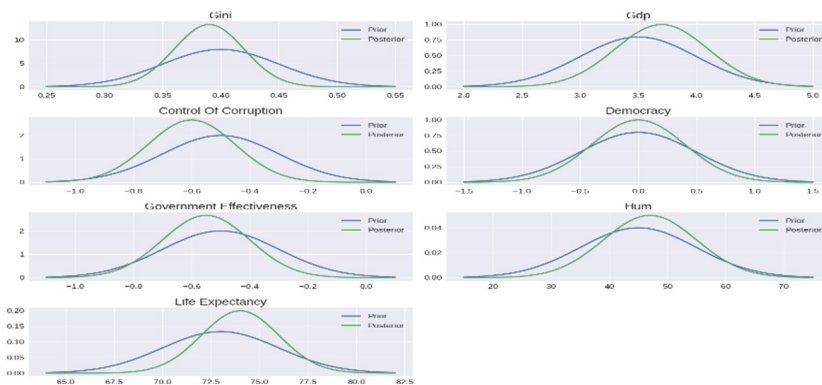 Gini
10
5
0
0.25 0.30 0.35 0.40 0.45 0.50 0.55
Prior
Posterior
Gdp
1.00
0.75
0.50
0.25
0.00
2.0 2.5 3.0 3.5 4.0 4.5 5.0
Prior
Posterior
Control Of Corruption
2
1
0
−1.0 −0.8 −0.6 −0.4 −0.2 0.0
Prior
Posterior
Democracy
1.00
0.75
0.50
0.25
0.00
−1.5 −1.0 −0.5 0.0 0.5 1.0 1.5
Prior
Posterior
Government Effectiveness
2
1
0
−1.0 −0.8 −0.6 −0.4 −0.2 0.0
Prior
Posterior
Hum
0.04
0.02
0.00
20 30 40 50 60 70
Prior
Posterior
Life Expectancy
0.20
0.15
0.10
0.05
0.00
65.0 67.5 70.0 72.5 75.0 77.5 80.0 82.5
Prior
Posterior